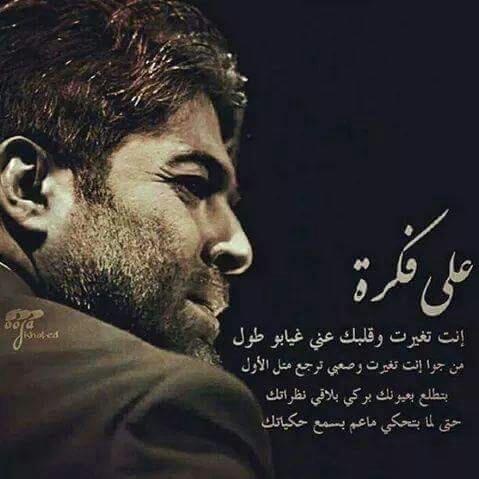 على فكرة
إنت تغيرت وقلبك عني غيابو طول
من جوا إنت تغيرت وصعبي ترجع متل الأول
بتطلع بعيونك بركي بلاقي نظراتك
حتى لما بتحكي ماعم بسمع حكياتك
khaled